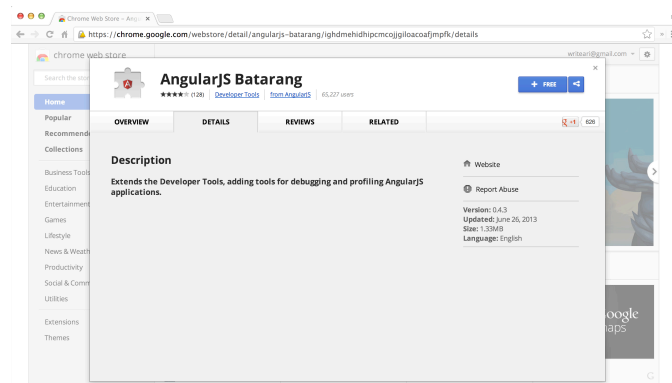 Chrome Web Store – Angu
https://chrome.google.com/webstore/detail/angularjs-batarang/ighdmehidhipcmcojjgiloacoafjmpfk/details
chrome web store
writeari@gmail.com
Search the stor
AngularJS Batarang
(128) Developer Tools from AngularJS 65,227 users
+ FREE
Home
Popular
Recommende
Collections
OVERVIEW DETAILS REVIEWS RELATED
+1 826
Description
Extends the Developer Tools, adding tools for debugging and profiling AngularJS
applications.
Website
Report Abuse
Version: 0.4.3
Updated: June 26, 2013
Size: 1.33MB
Language: English
Business Tools
Education
Entertainment
Games
Lifestyle
News & Weath
Productivity
Social & Comm
Utilities
Extensions
Themes
oogle
aps